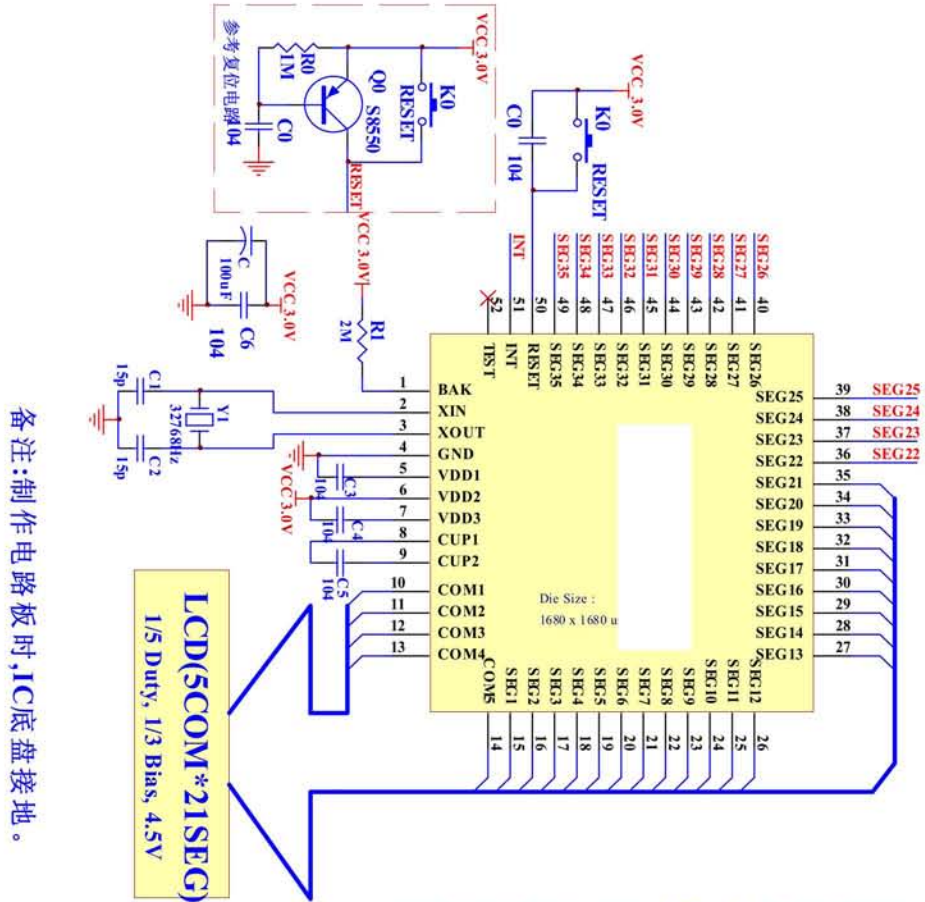 参考复位电路
VCC 3.0V
R0
1M
Q0
S8550
K0
RESET
C0
104
RESET
VCC 3.0V
K0
RESET
C0
104
VCC 3.0V
R1
2M
C
100uF
C6
104
VCC 3.0V
C1
15p
Y1
32768Hz
C2
15p
VCC 3.0V
C3
104
C4
104
C5
104
INT
SEG35
SEG34
SEG33
SEG32
SEG31
SEG30
SEG29
SEG28
SEG27
SEG26
52
51
50
49
48
47
46
45
44
43
42
41
40
TEST
INT
RESET
SEG35
SEG34
SEG33
SEG32
SEG31
SEG30
SEG29
SEG28
SEG27
SEG26
1 BAK
2 XIN
3 XOUT
4 GND
5 VDD1
6 VDD2
7 VDD3
8 CUP1
9 CUP2
10 COM1
11 COM2
12 COM3
13 COM4
Die Size :
1680 x 1680 u
SEG25 39 SEG25
SEG24 38 SEG24
SEG23 37 SEG23
SEG22 36 SEG22
SEG21 35
SEG20 34
SEG19 33
SEG18 32
SEG17 31
SEG16 30
SEG15 29
SEG14 28
SEG13 27
COM5
SEG1
SEG2
SEG3
SEG4
SEG5
SEG6
SEG7
SEG8
SEG9
SEG10
SEG11
SEG12
14
15
16
17
18
19
20
21
22
23
24
25
26
LCD(5COM*21SEG)
1/5 Duty, 1/3 Bias, 4.5V
备注:制作电路板时,IC底盘接地。